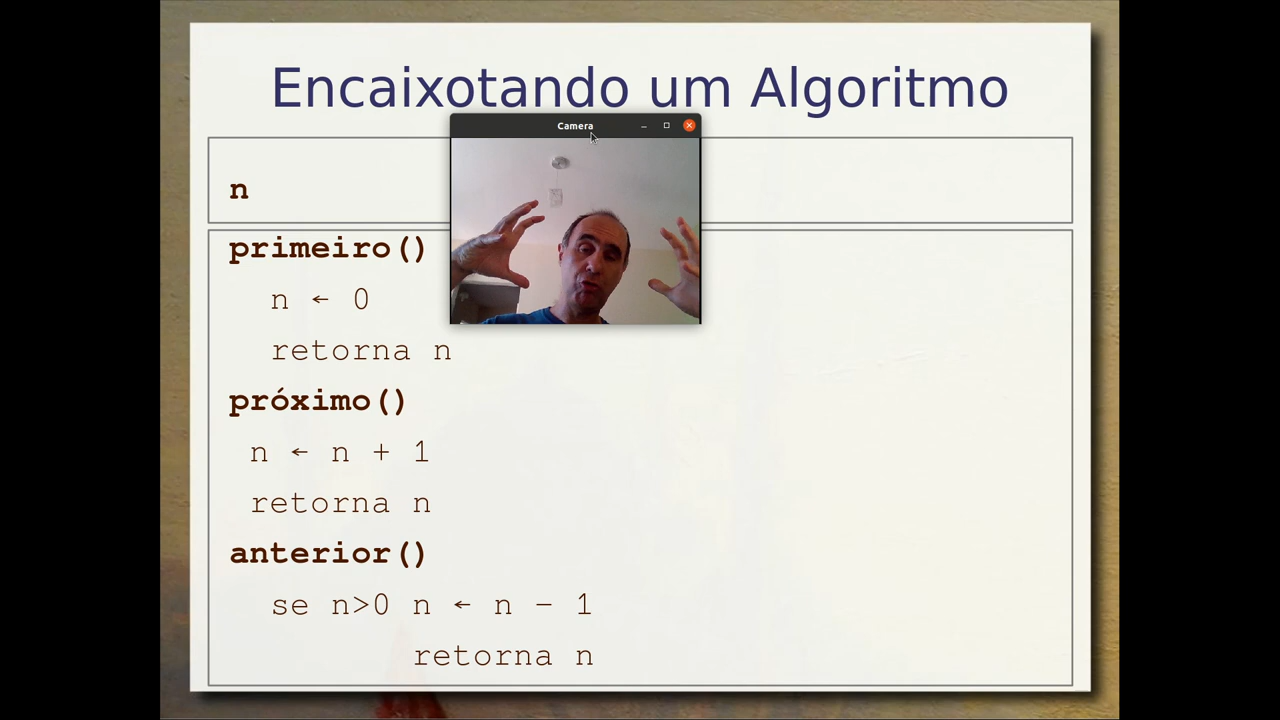 Encaixotando um Algoritmo
Camera
n
primeiro()
n ← 0
retorna n
próximo()
n ← n + 1
retorna n
anterior()
se n>0 n ← n - 1
retorna n